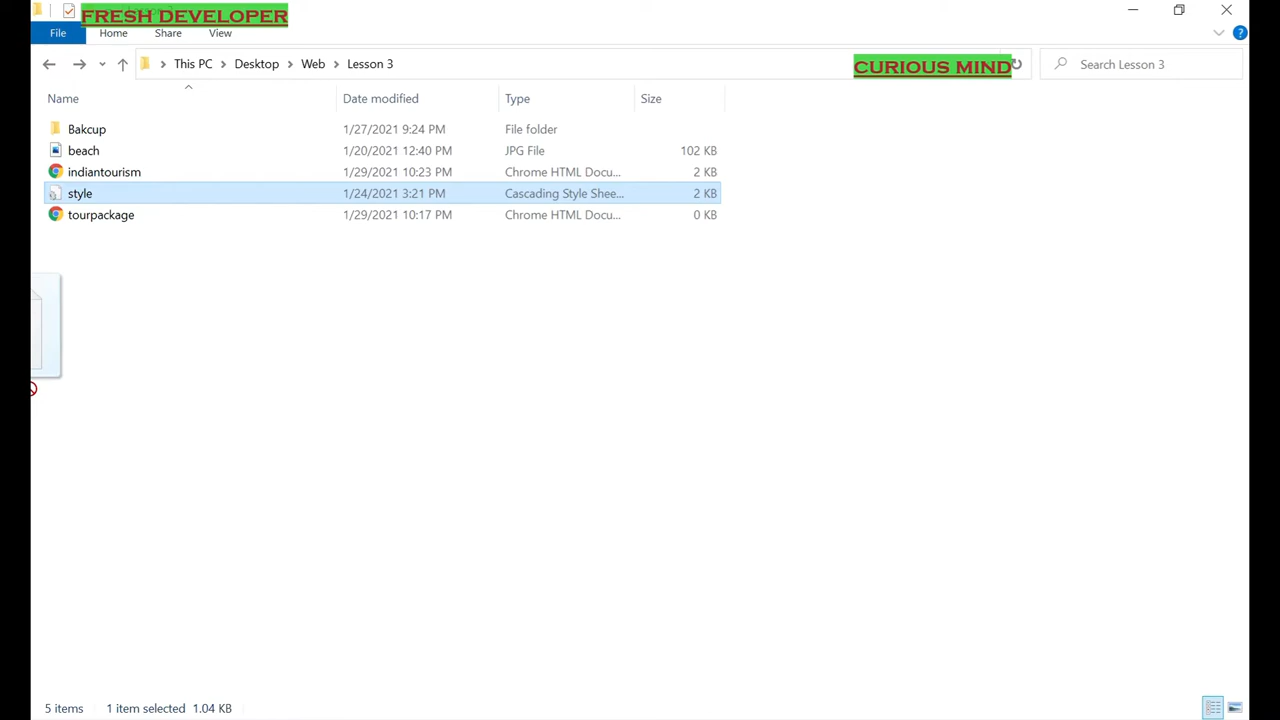 FRESH DEVELOPER
File Home Share View
This PC Desktop Web Lesson 3
CURIOUS MIND
Search Lesson 3
Name Date modified Type Size
Bakcup 1/27/2021 9:24 PM File folder
beach 1/20/2021 12:40 PM JPG File 102 KB
indiantourism 1/29/2021 10:23 PM Chrome HTML Docu... 2 KB
style 1/24/2021 3:21 PM Cascading Style Shee... 2 KB
tourpackage 1/29/2021 10:17 PM Chrome HTML Docu... 0 KB
5 items 1 item selected 1.04 KB